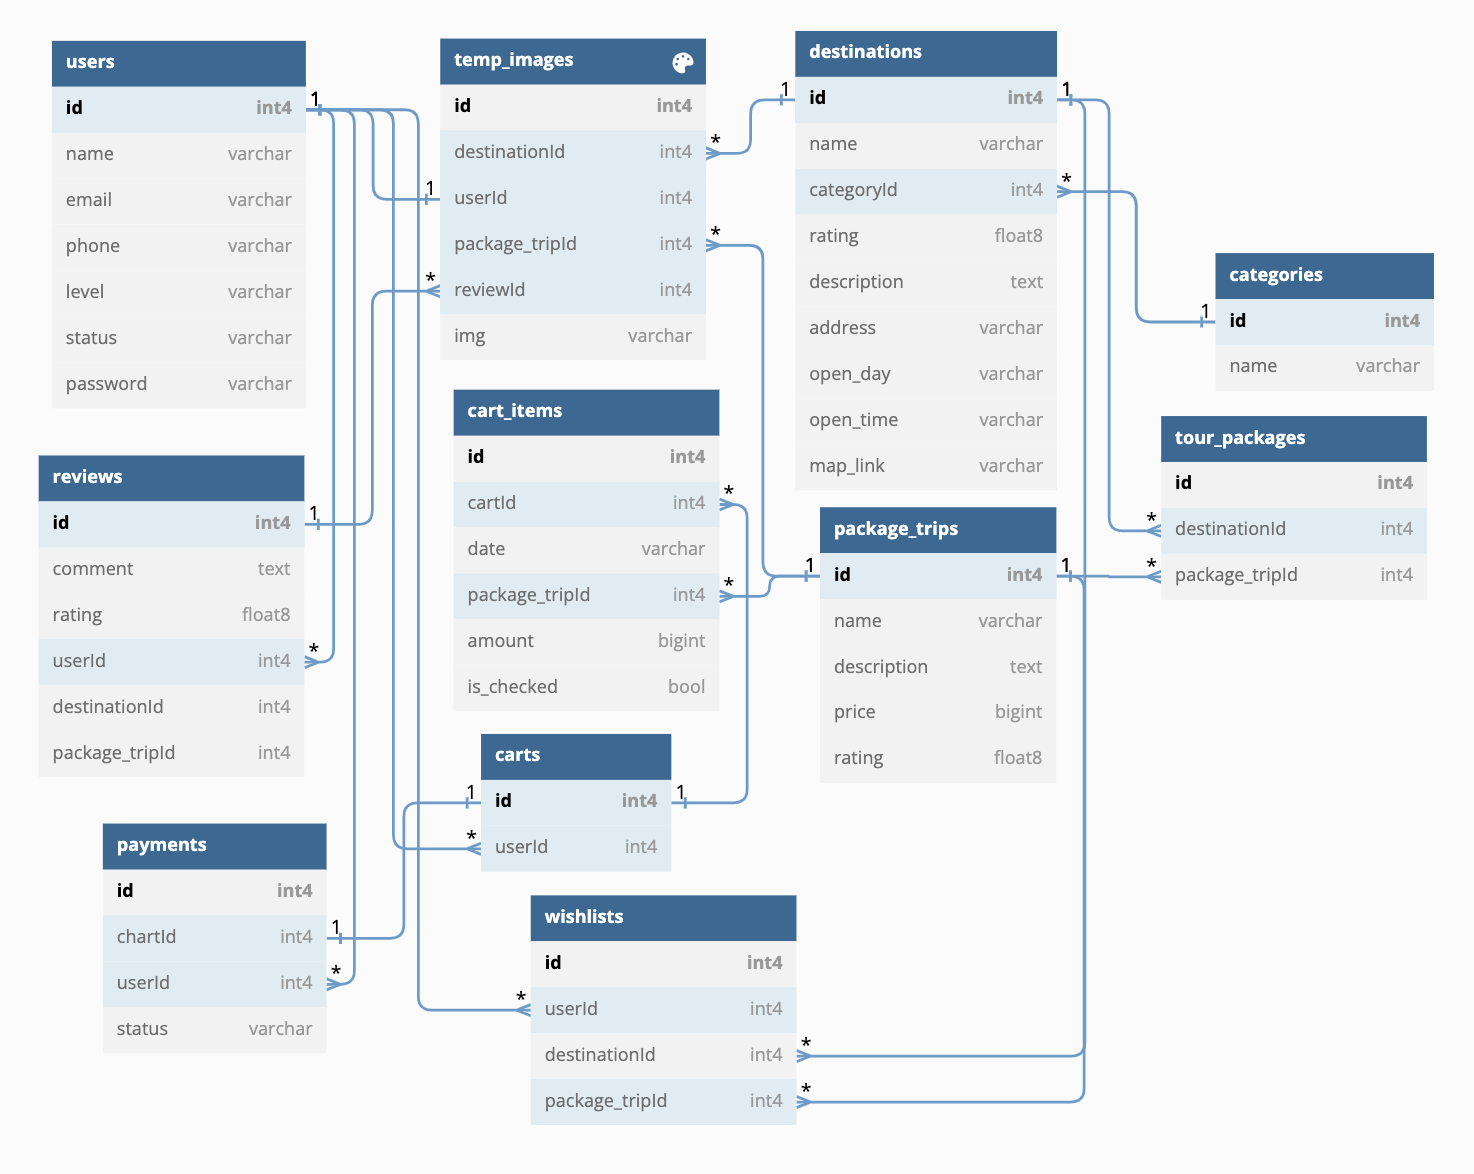 users
id int4
name varchar
email varchar
phone varchar
level varchar
status varchar
password varchar
1
temp_images
id int4
destinationId int4
userId int4
package_tripId int4
reviewId int4
img varchar
1
*
*
*
destinations
id int4
name varchar
categoryId int4
rating float8
description text
address varchar
open_day varchar
open_time varchar
map_link varchar
1
1
*
categories
id int4
name varchar
1
tour_packages
id int4
destinationId int4
package_tripId int4
*
*
reviews
id int4
comment text
rating float8
userId int4
destinationId int4
package_tripId int4
1
*
cart_items
id int4
cartId int4
date varchar
package_tripId int4
amount bigint
is_checked bool
*
*
package_trips
id int4
name varchar
description text
price bigint
rating float8
1
1
carts
id int4
userId int4
1
1
*
payments
id int4
chartId int4
userId int4
status varchar
1
*
wishlists
id int4
userId int4
destinationId int4
package_tripId int4
*
*
*